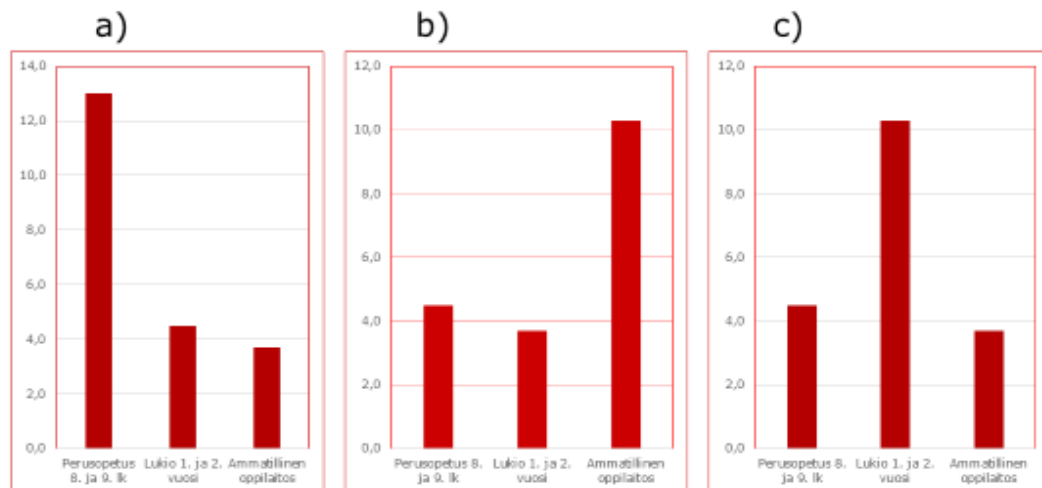 a)
14,0
12,0
10,0
8,0
6,0
4,0
2,0
0,0
Perusopetus
8. ja 9. lk
Lukio 1. ja 2.
vuosi
Ammatillinen
oppilaitos
b)
12,0
10,0
8,0
6,0
4,0
2,0
0,0
Perusopetus 8.
ja 9. lk
Lukio 1. ja 2.
vuosi
Ammatillinen
oppilaitos
c)
12,0
10,0
8,0
6,0
4,0
2,0
0,0
Perusopetus 8.
ja 9. lk
Lukio 1. ja 2.
vuosi
Ammatillinen
oppilaitos